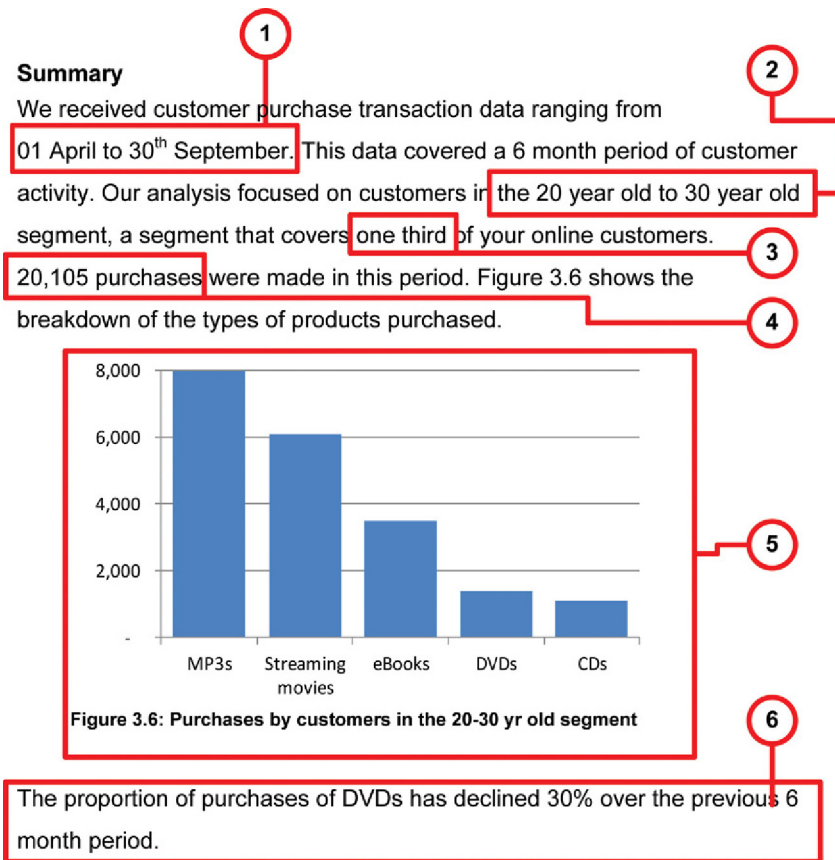 1
Summary
2
We received customer purchase transaction data ranging from
01 April to 30th September. This data covered a 6 month period of customer
activity. Our analysis focused on customers in the 20 year old to 30 year old
segment, a segment that covers one third of your online customers.
3
20,105 purchases were made in this period. Figure 3.6 shows the
breakdown of the types of products purchased.
4
8,000
6,000
4,000
5
2,000
-
MP3s Streaming movies eBooks DVDs CDs
Figure 3.6: Purchases by customers in the 20-30 yr old segment
6
The proportion of purchases of DVDs has declined 30% over the previous 6
month period.